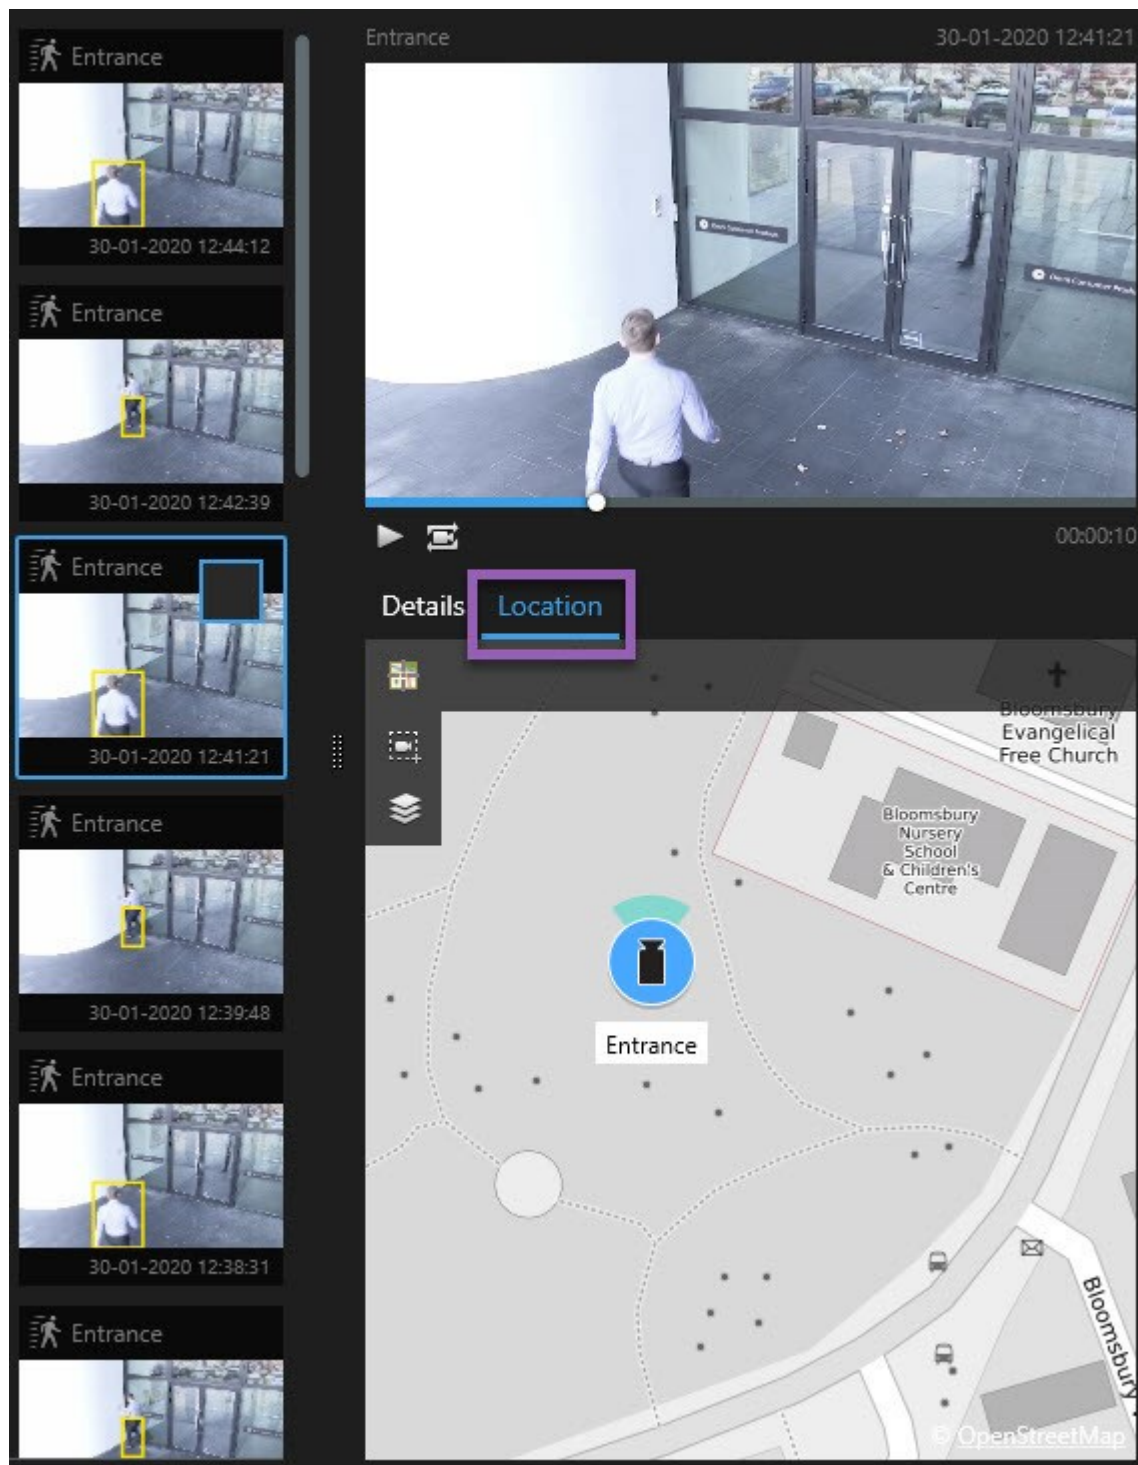 Entrance
30-01-2020 12:44:12
Entrance
30-01-2020 12:42:39
Entrance
30-01-2020 12:41:21
Entrance
30-01-2020 12:39:48
Entrance
30-01-2020 12:38:31
Entrance
Entrance
30-01-2020 12:41:21
00:00:10
Details
Location
Bloomsbury
Evangelical
Free Church
Bloomsbury
Nursery
School
& Children's
Centre
Entrance
Bloomsbury
© OpenStreetMap